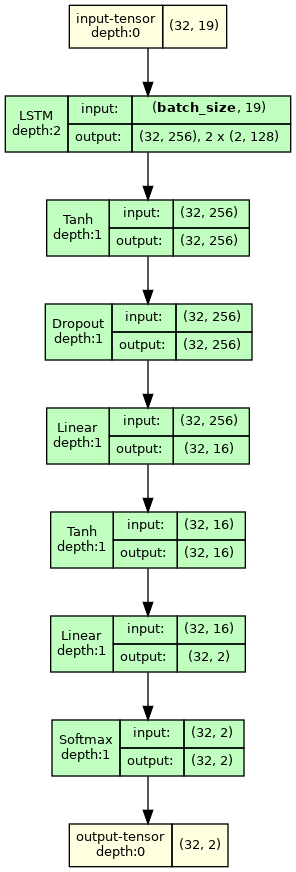 input-tensor
depth:0
(32, 19)
LSTM
depth:2
input:
(batch_size, 19)
output:
(32, 256), 2 x (2, 128)
Tanh
depth:1
input:
(32, 256)
output:
(32, 256)
Dropout
depth:1
input:
(32, 256)
output:
(32, 256)
Linear
depth:1
input:
(32, 256)
output:
(32, 16)
Tanh
depth:1
input:
(32, 16)
output:
(32, 16)
Linear
depth:1
input:
(32, 16)
output:
(32, 2)
Softmax
depth:1
input:
(32, 2)
output:
(32, 2)
output-tensor
depth:0
(32, 2)